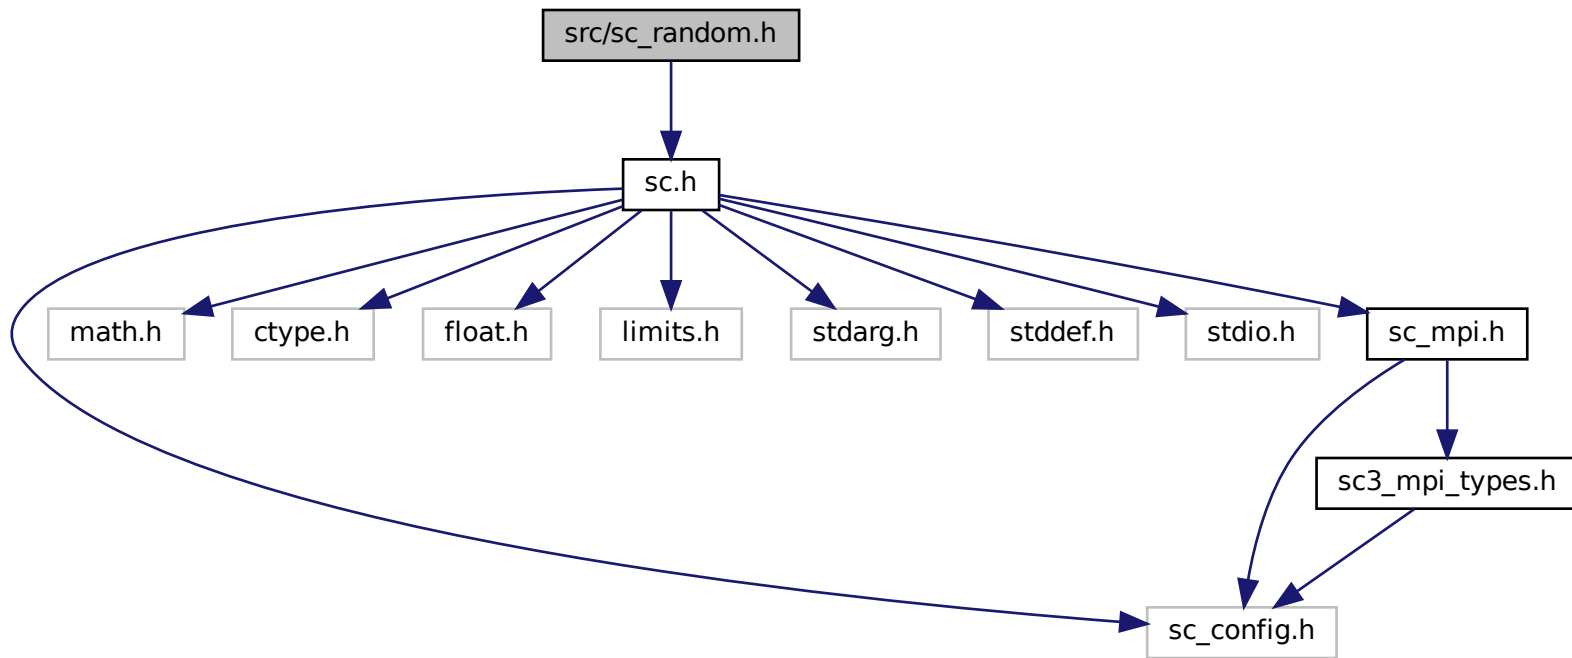 src/sc_random.h
sc.h
math.h
ctype.h
float.h
limits.h
stdarg.h
stddef.h
stdio.h
sc_mpi.h
sc3_mpi_types.h
sc_config.h